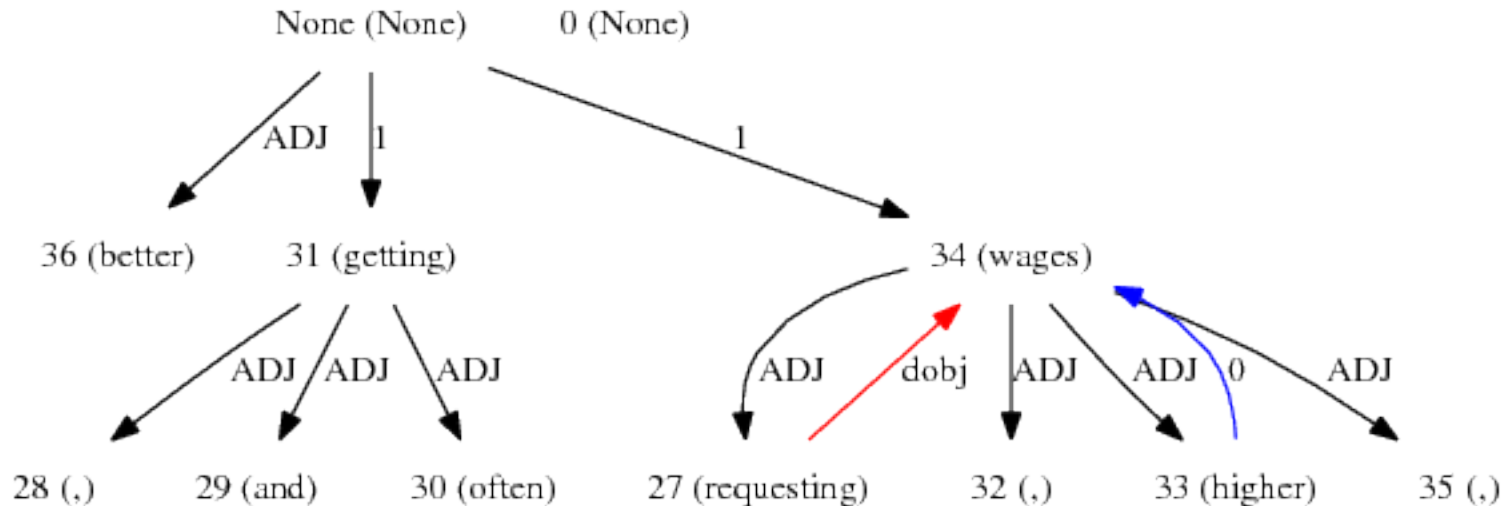 None (None) 0 (None)
ADJ 1 1
36 (better) 31 (getting) 34 (wages)
ADJ ADJ ADJ ADJ dobj ADJ ADJ 0 ADJ
28 (,) 29 (and) 30 (often) 27 (requesting) 32 (,) 33 (higher) 35 (,)